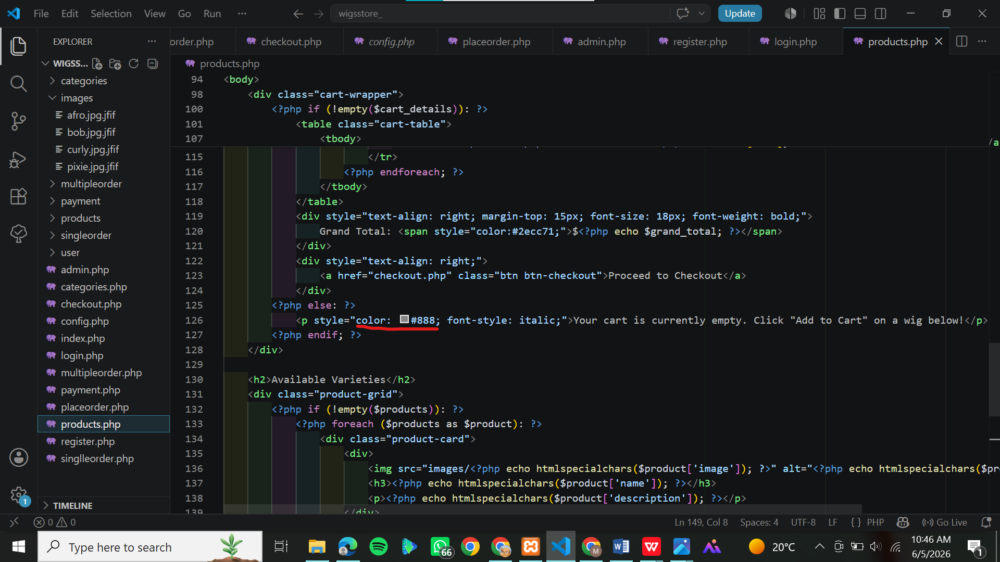 File Edit Selection View Go Run ··· wigsstore_ Update
EXPLORER ···
order.php checkout.php config.php placeorder.php admin.php register.php login.php products.php ···
WIGSS...
categories
images
afro.jpg.jfif
bob.jpg.jfif
curly.jpg.jfif
pixie.jpg.jfif
multipleorder
payment
products
singleorder
user
admin.php
categories.php
checkout.php
config.php
index.php
login.php
multipleorder.php
payment.php
placeorder.php
products.php
register.php
singlleorder.php
TIMELINE
products.php
94 <body>
98 <div class="cart-wrapper">
100 <?php if (!empty($cart_details)): ?>
101 <table class="cart-table">
107 <tbody>
/a
115 </tr>
116 <?php endforeach; ?>
117 </tbody>
118 </table>
119 <div style="text-align: right; margin-top: 15px; font-size: 18px; font-weight: bold;">
120 Grand Total: <span style="color:#2ecc71;">$<?php echo $grand_total; ?></span>
121 </div>
122 <div style="text-align: right;">
123 <a href="checkout.php" class="btn btn-checkout">Proceed to Checkout</a>
124 </div>
125 <?php else: ?>
126 <p style="color: #888; font-style: italic;">Your cart is currently empty. Click "Add to Cart" on a wig below!</p>
127 <?php endif; ?>
128 </div>
129
130 <h2>Available Varieties</h2>
131 <div class="product-grid">
132 <?php if (!empty($products)): ?>
133 <?php foreach ($products as $product): ?>
134 <div class="product-card">
135 <div>
136 <img src="images/<?php echo htmlspecialchars($product['image']); ?>" alt="<?php echo htmlspecialchars($pr
137 <h3><?php echo htmlspecialchars($product['name']); ?></h3>
138 <p><?php echo htmlspecialchars($product['description']); ?></p>
139 </div>
1
0 0 Ln 149, Col 8 Spaces: 4 UTF-8 LF { } PHP Go Live
Type here to search 66 M 20°C 10:46 AM
6/5/2026 1